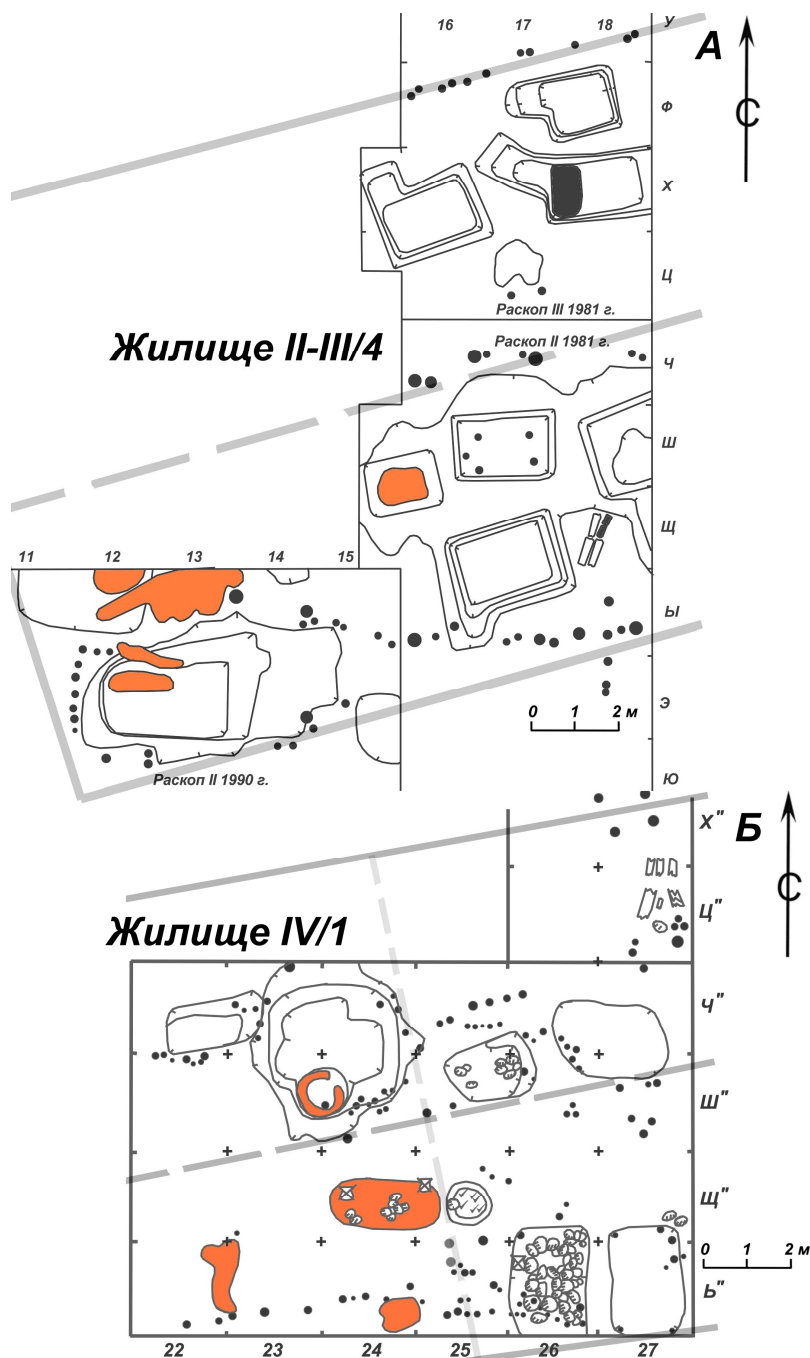 16 17 18
У
А
С
Ф
Х
Ц
Раскоп III 1981 г.
Жилище II-III/4
Раскоп II 1981 г.
Ч
Ш
Щ
11 12 13 14 15
Ы
Э
0 1 2 м
Раскоп II 1990 г.
Ю
Х"
Б
С
Ц"
Жилище IV/1
Ч"
Ш"
Щ"
0 1 2 м
Ь"
22 23 24 25 26 27